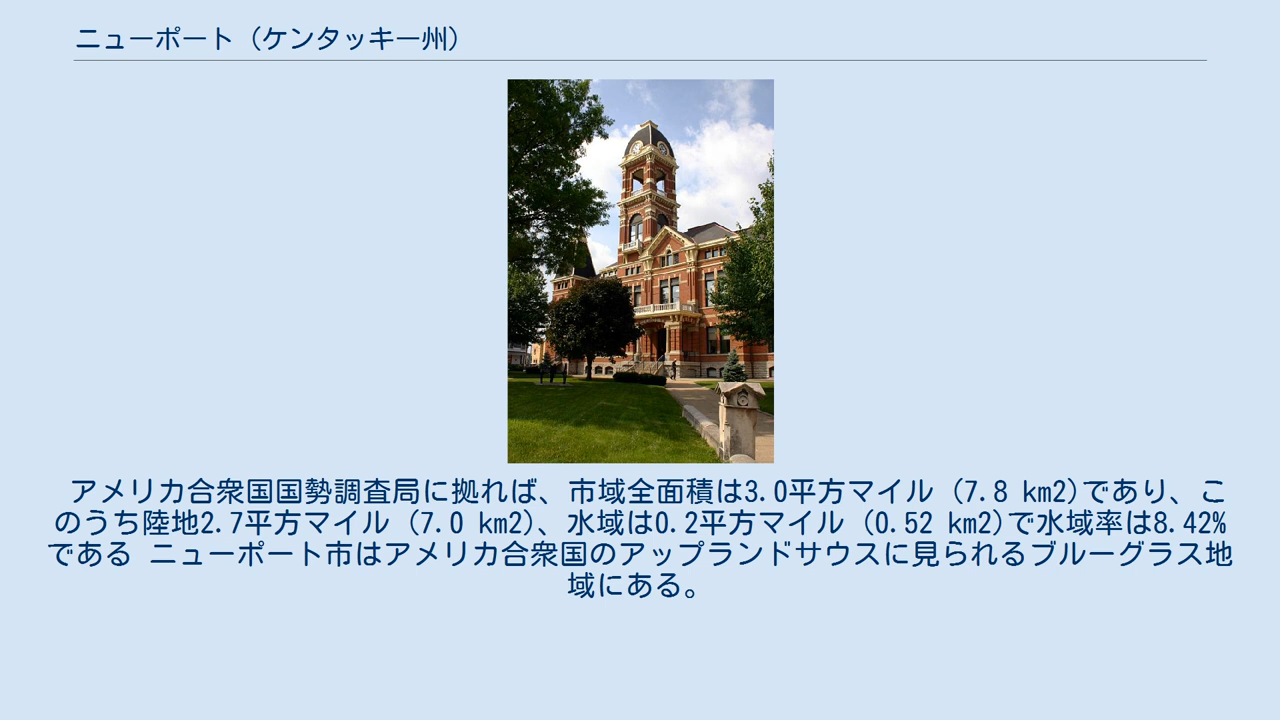 ニューポート (ケンタッキー州)
アメリカ合衆国国勢調査局に拠れば、市域全面積は3.0平方マイル (7.8 km2)であり、こ
のうち陸地2.7平方マイル (7.0 km2)、水域は0.2平方マイル (0.52 km2)で水域率は8.42%
である ニューポート市はアメリカ合衆国のアップランドサウスに見られるブルーグラス地
域にある。